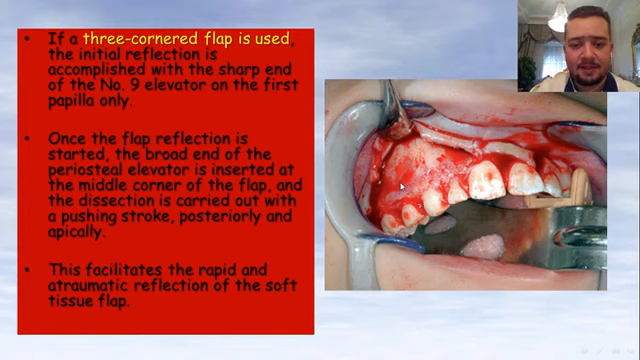 If a three-cornered flap is used,
the initial reflection is
accomplished with the sharp end
of the No. 9 elevator on the first
papilla only.
Once the flap reflection is
started, the broad end of the
periosteal elevator is inserted at
the middle corner of the flap, and
the dissection is carried out with
a pushing stroke, posteriorly and
apically.
This facilitates the rapid and
atraumatic reflection of the soft
tissue flap.